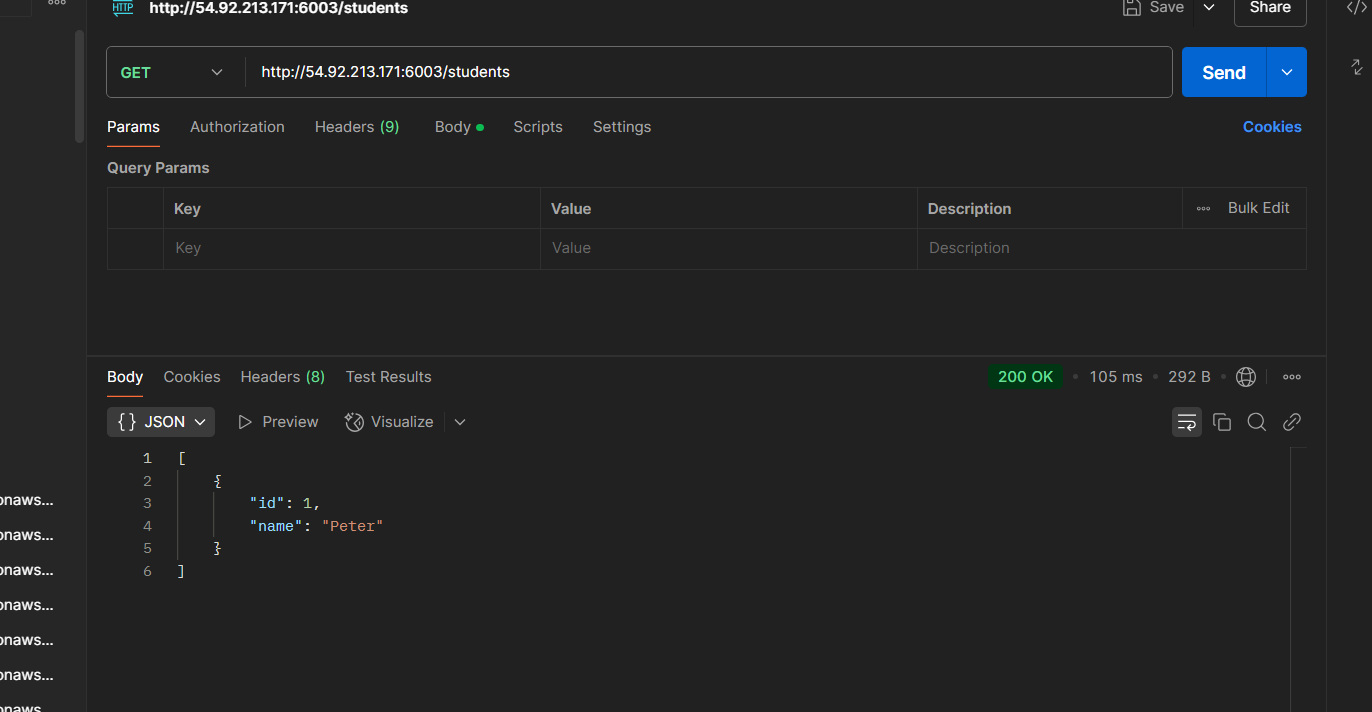 HTTP http://54.92.213.171:6003/students Save Share
GET http://54.92.213.171:6003/students Send
Params Authorization Headers (9) Body Scripts Settings Cookies
Query Params
Key Value Description Bulk Edit
Key Value Description
Body Cookies Headers (8) Test Results 200 OK • 105 ms • 292 B •
{} JSON Preview Visualize
1 [
2 {
3 "id": 1,
4 "name": "Peter"
5 }
6 ]
onaws...
onaws...
onaws...
onaws...
onaws...
onaws...
onaws...